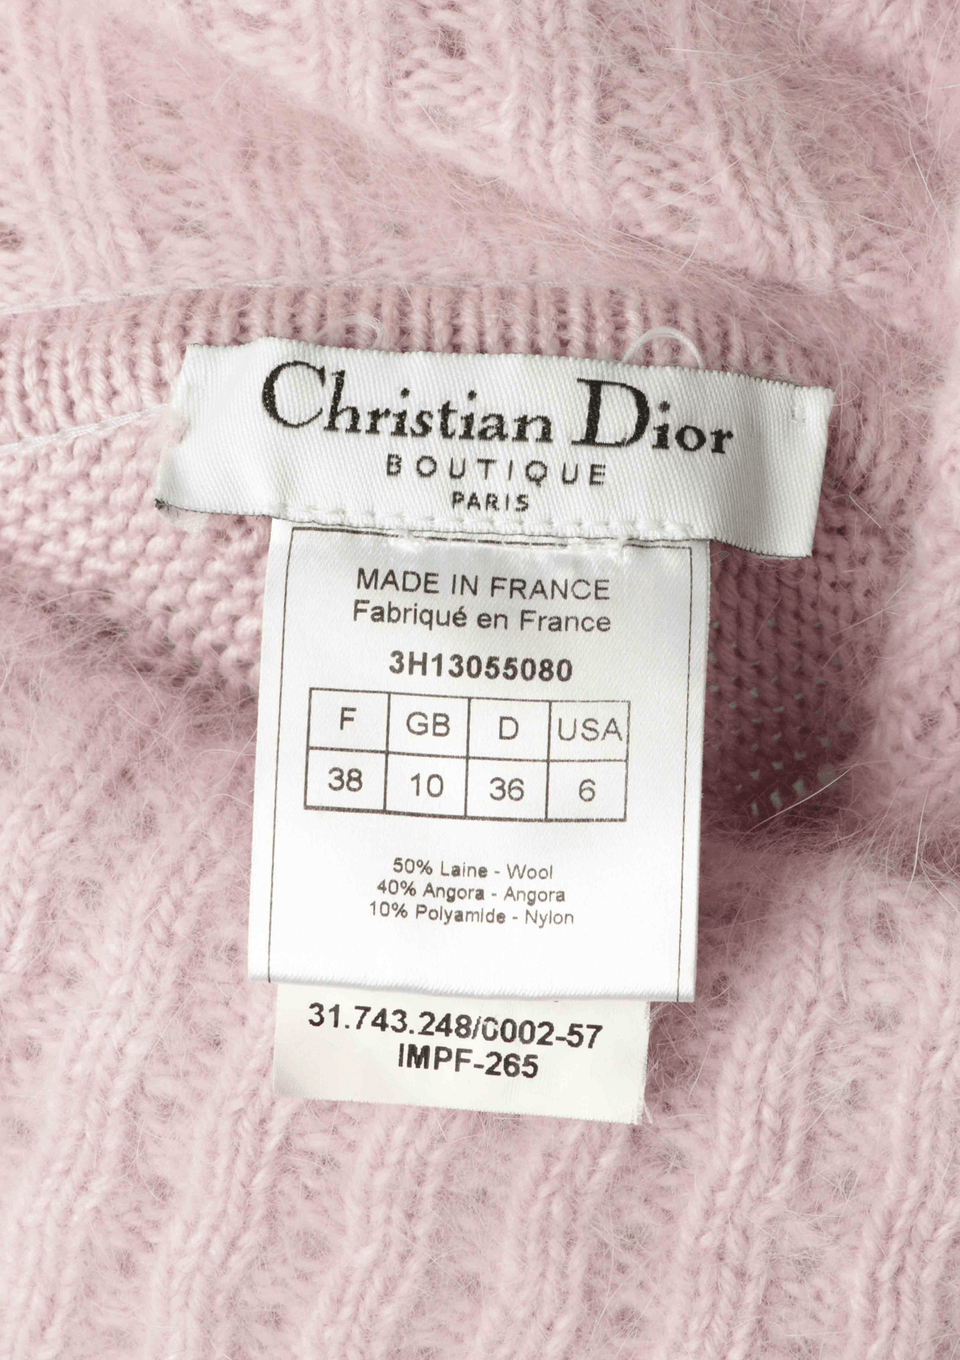 Christian Dior
BOUTIQUE
PARIS
MADE IN FRANCE
Fabriqué en France
3H13055080
F GB D USA
38 10 36 6
50% Laine - Wool
40% Angora - Angora
10% Polyamide - Nylon
31.743.248/0002-57
IMPF-265